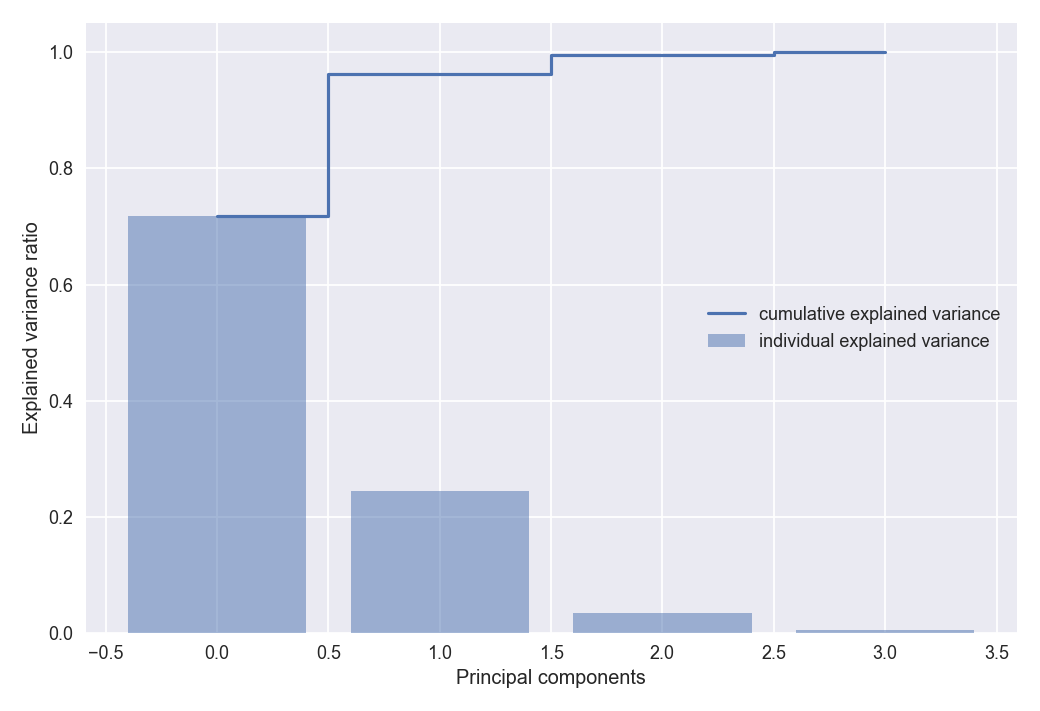 1.0
0.8
0.6
0.4
0.2
0.0
Explained variance ratio
cumulative explained variance
individual explained variance
−0.5 0.0 0.5 1.0 1.5 2.0 2.5 3.0 3.5
Principal components